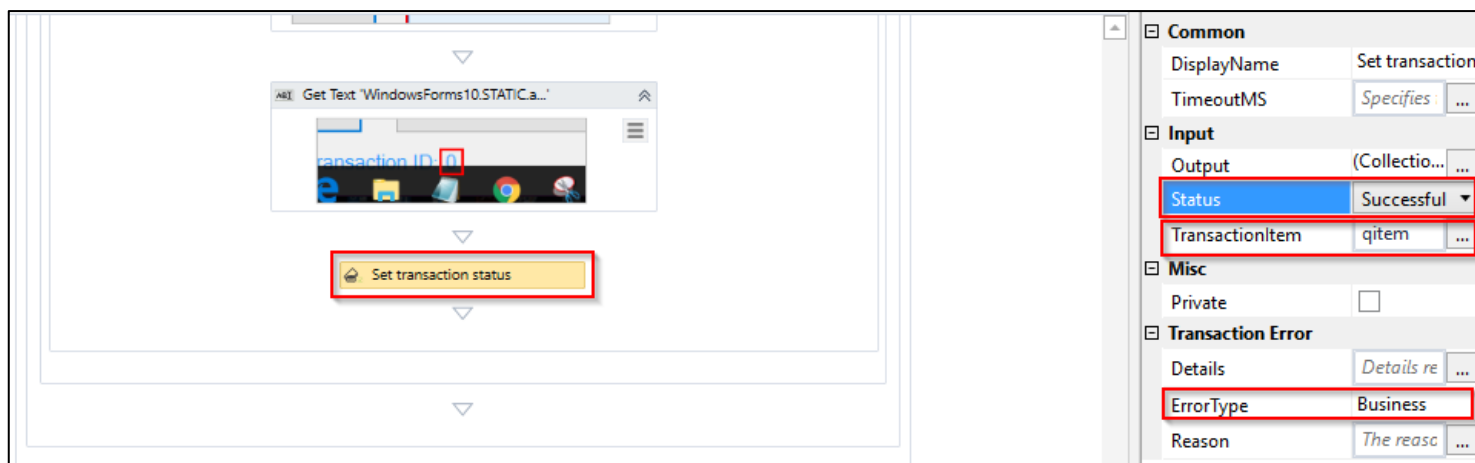 Get Text 'WindowsForms10.STATIC.a...'
ransaction ID: 0
Set transaction status
Common
DisplayName Set transaction
TimeoutMS Specifies ...
Input
Output (Collectio... ...
Status Successful
TransactionItem qitem ...
Misc
Private
Transaction Error
Details Details re ...
ErrorType Business
Reason The reasc ...